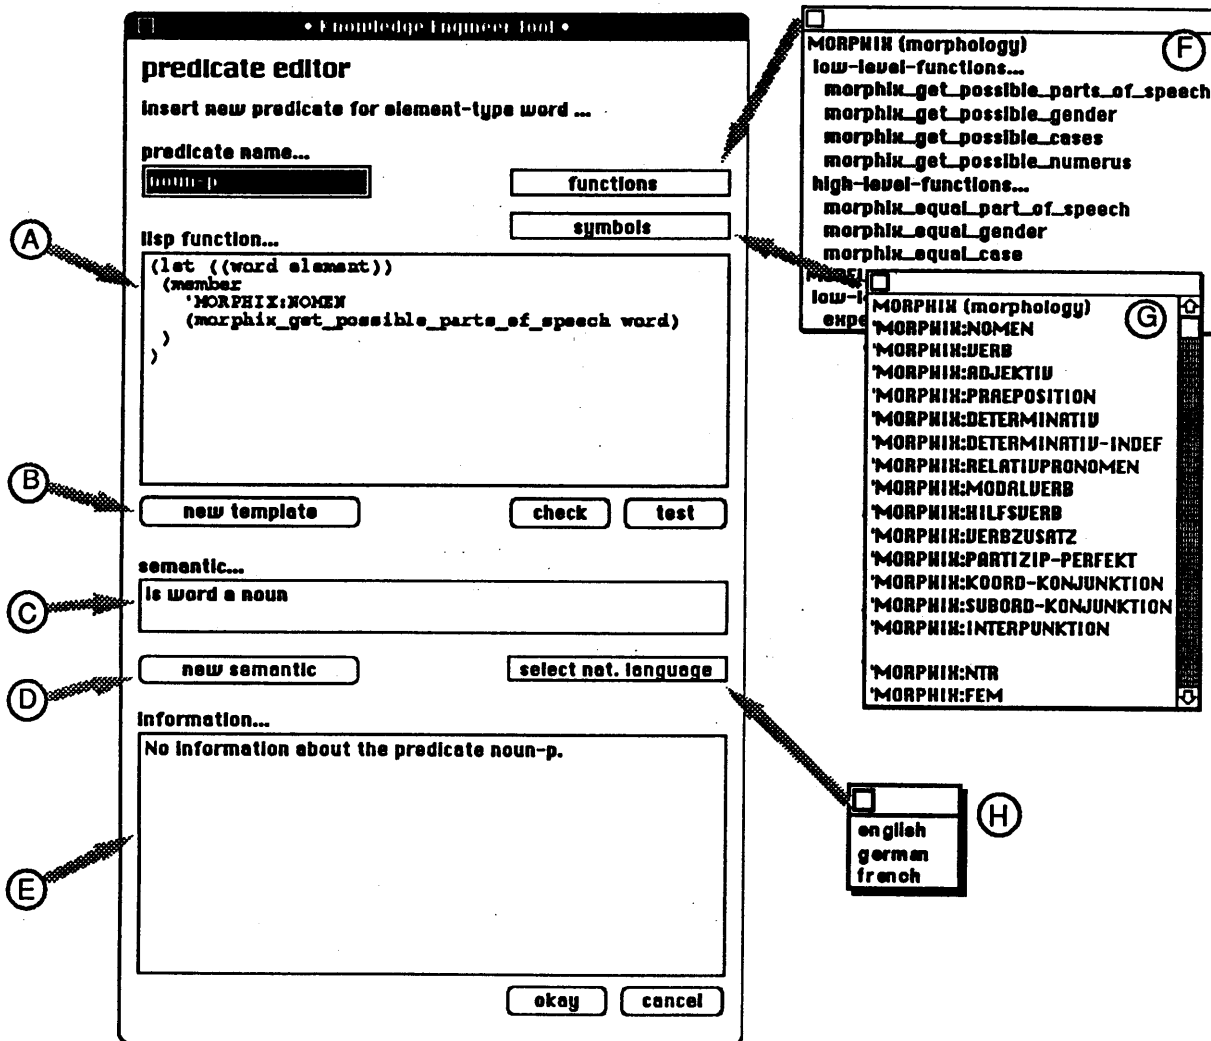 • Knowledge Engineer Tool •
predicate editor
insert new predicate for element-type word ...
predicate name...
noun-p
functions
symbols
A
lisp function...
(let ((word element))
(member
'MORPHIX:NOMEN
(morphix_get_possible_parts_of_speech word)
)
)
B
new template
check
test
semantic...
C
is word a noun
D
new semantic
select nat. language
information...
No information about the predicate noun-p.
E
okay
cancel
F
MORPHIX (morphology)
low-level-functions...
morphix_get_possible_parts_of_speech
morphix_get_possible_gender
morphix_get_possible_cases
morphix_get_possible_numerus
high-level-functions...
morphix_equal_part_of_speech
morphix_equal_gender
morphix_equal_case
low-l
expe
G
MORPHIX (morphology)
'MORPHIX:NOMEN
'MORPHIX:VERB
'MORPHIX:ADJEKTIV
'MORPHIX:PRAEPOSITION
'MORPHIX:DETERMINATIV
'MORPHIX:DETERMINATIV-INDEF
'MORPHIX:RELATIVPRONOMEN
'MORPHIX:MODALVERB
'MORPHIX:HILFSVERB
'MORPHIX:VERBZUSATZ
'MORPHIX:PARTIZIP-PERFEKT
'MORPHIX:KOORD-KONJUNKTION
'MORPHIX:SUBORD-KONJUNKTION
'MORPHIX:INTERPUNKTION
'MORPHIX:NTR
'MORPHIX:FEM
H
english
german
french